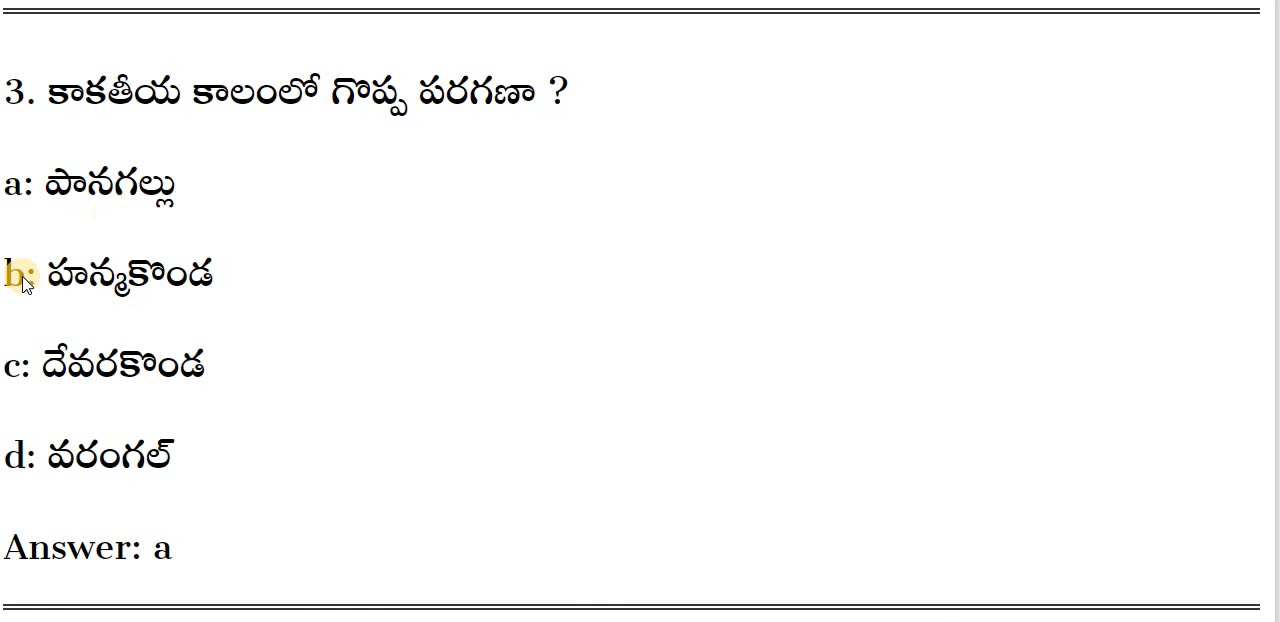 3. కాకతీయ కాలంలో గొప్ప పరగణా ?
a: పానగల్లు
b: హన్మకొండ
c: దేవరకొండ
d: వరంగల్
Answer: a